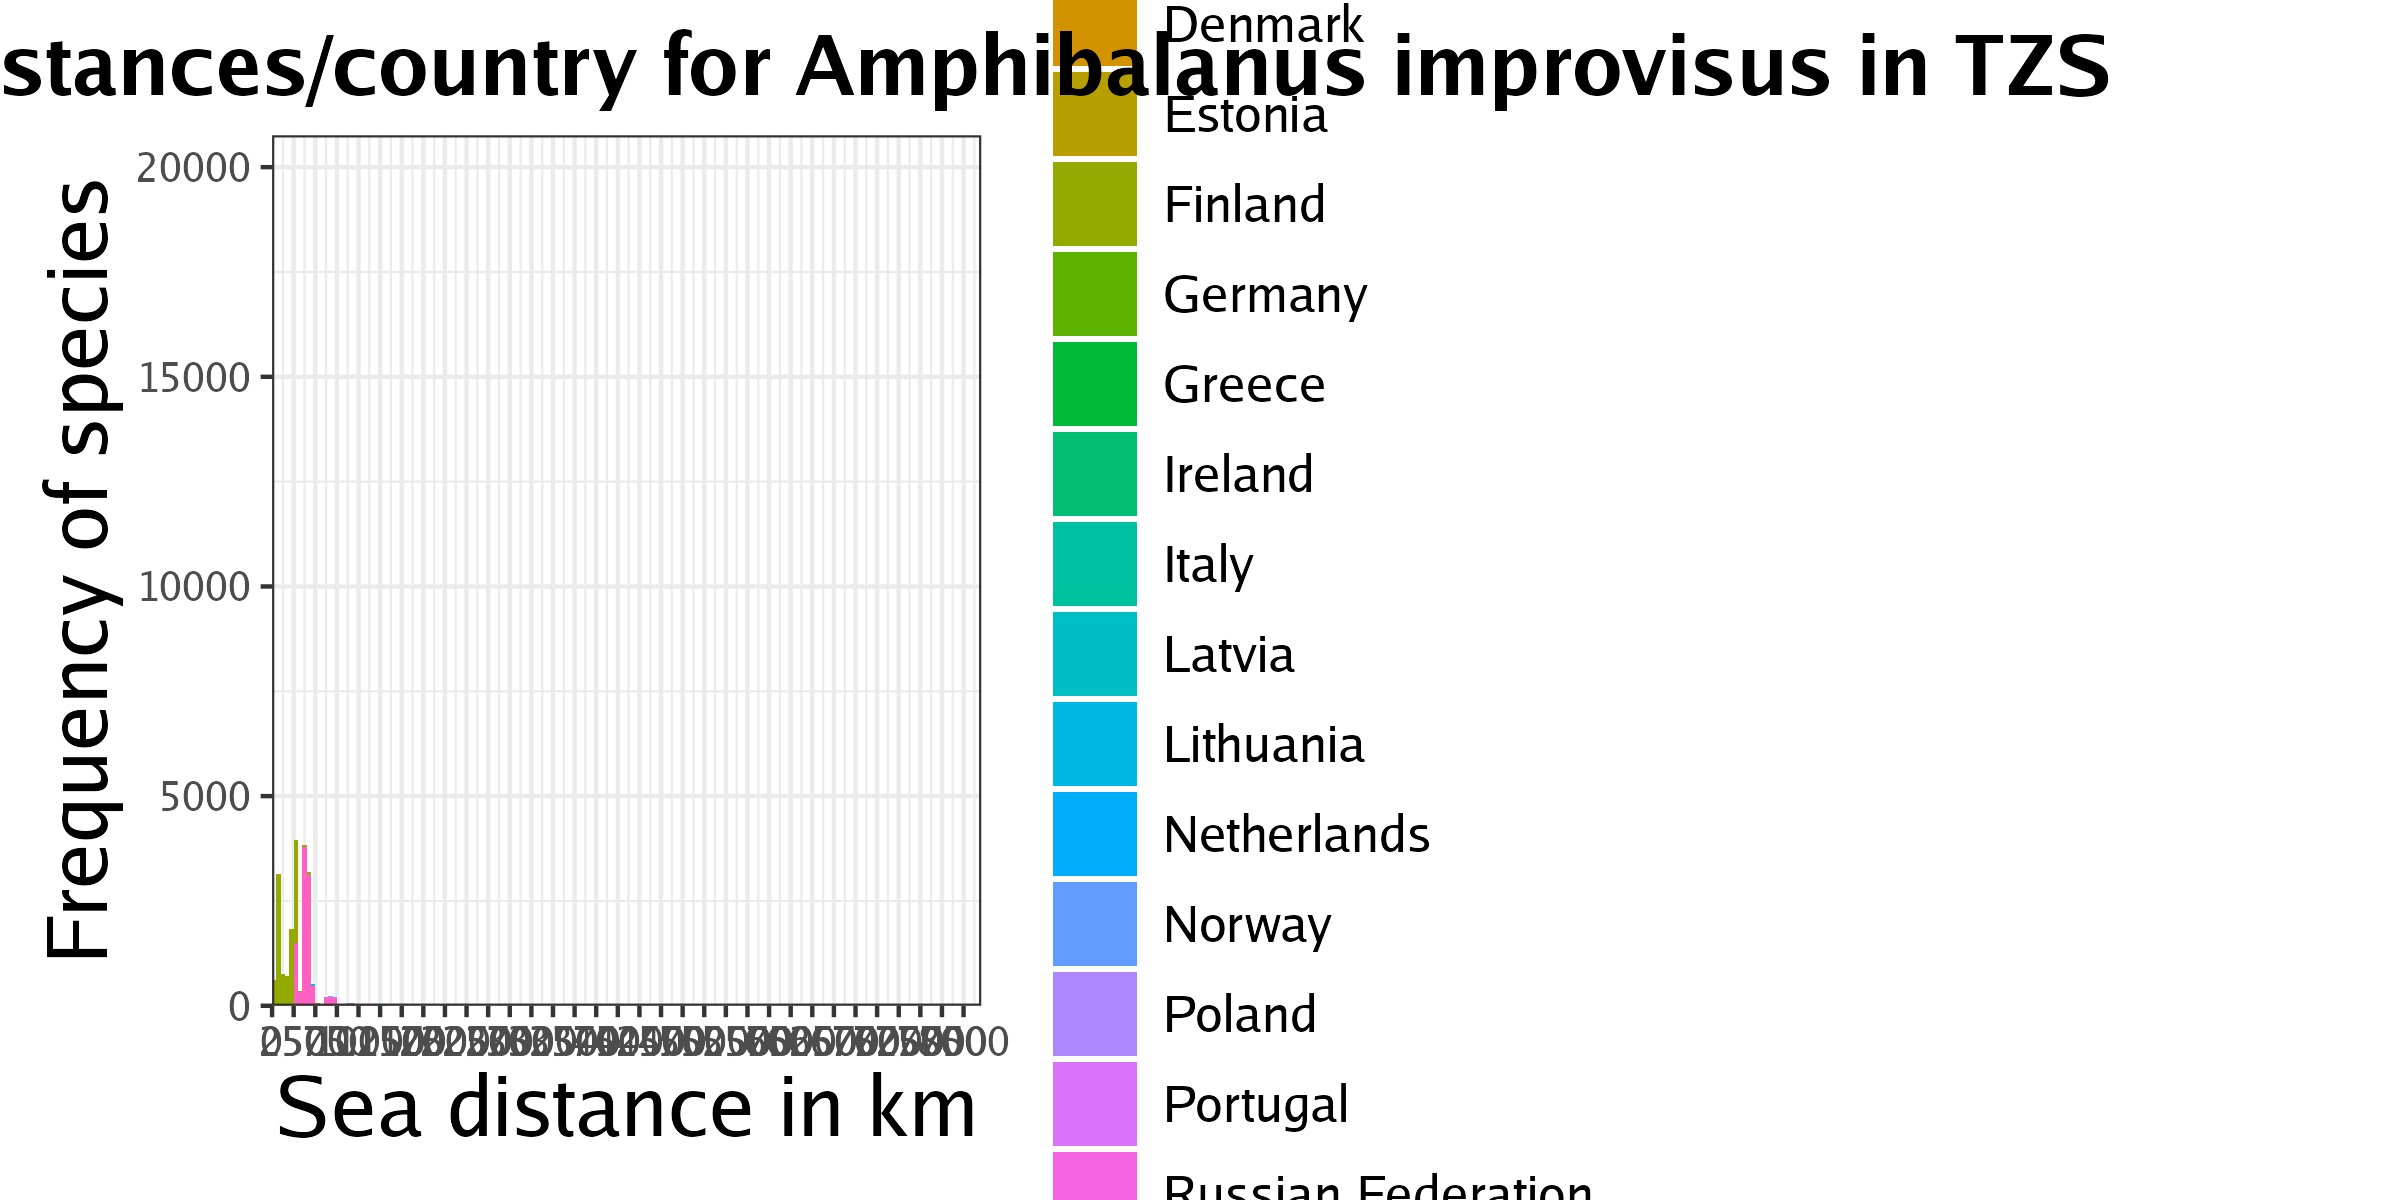 stances/country for Amphibalanus improvisus in TZS
Denmark
Estonia
Finland
Germany
Greece
Ireland
Italy
Latvia
Lithuania
Netherlands
Norway
Poland
Portugal
Russian Federation
Frequency of species
20000
15000
10000
5000
0
Sea distance in km